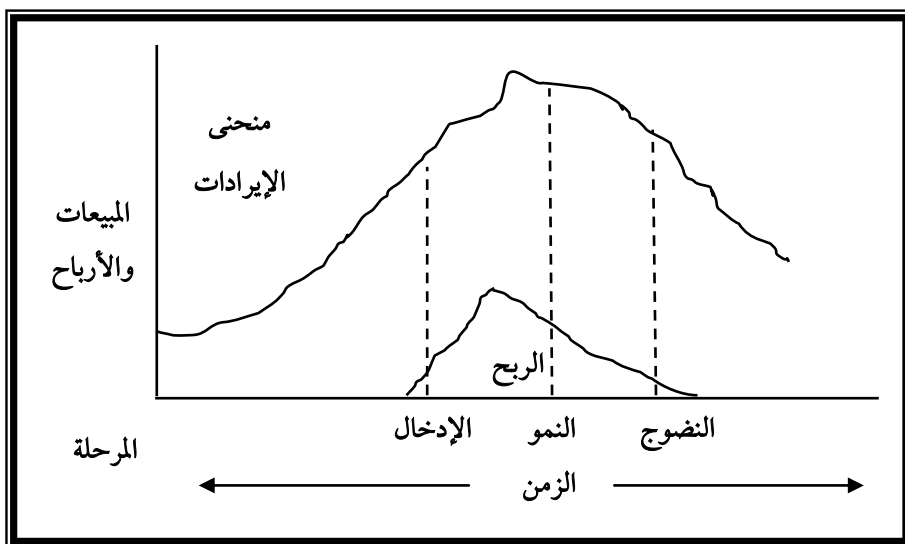 منحنى
الإيرادات
المبيعات
والأرباح
الربح
الإدخال النمو النضوج
المرحلة
الزمن